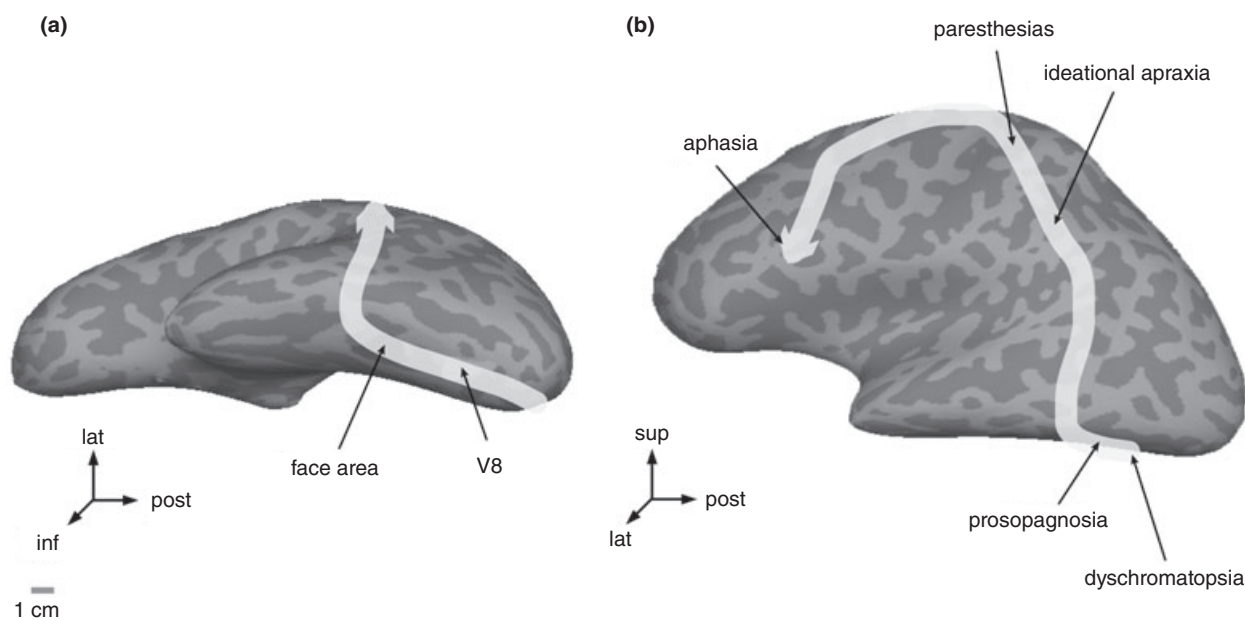 (a)
face area
V8
lat
post
inf
1 cm
(b)
paresthesias
ideational apraxia
aphasia
sup
post
lat
prosopagnosia
dyschromatopsia